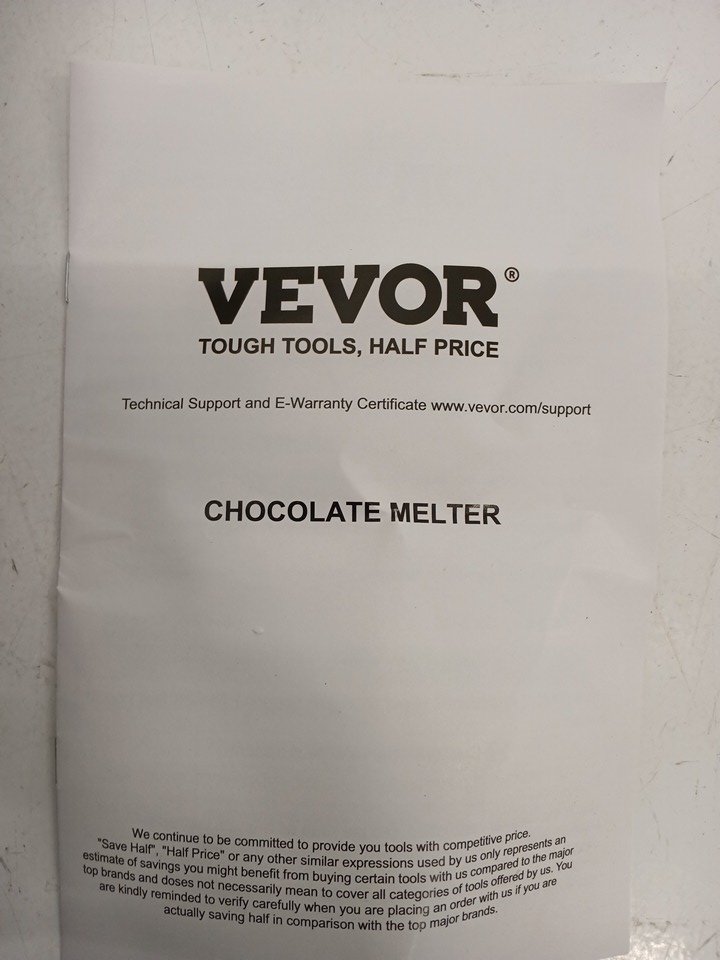 VEVOR®
TOUGH TOOLS, HALF PRICE
Technical Support and E-Warranty Certificate www.vevor.com/support
CHOCOLATE MELTER
We continue to be committed to provide you tools with competitive price.
"Save Half", "Half Price" or any other similar expressions used by us only represents an
estimate of savings you might benefit from buying certain tools with us compared to the major
top brands and doses not necessarily mean to cover all categories of tools offered by us. You
are kindly reminded to verify carefully when you are placing an order with us if you are
actually saving half in comparison with the top major brands.